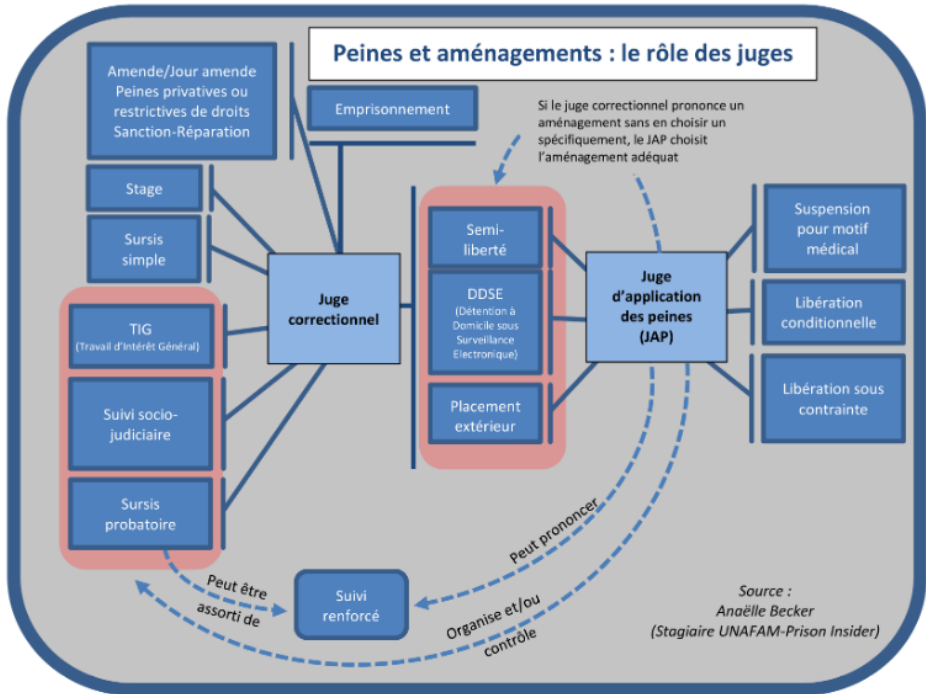 Peines et aménagements : le rôle des juges
Amende/Jour amende
Peines privatives ou
restrictives de droits
Sanction-Réparation
Emprisonnement
Si le juge correctionnel prononce un
aménagement sans en choisir un
spécifiquement, le JAP choisit
l'aménagement adéquat
Stage
Sursis
simple
TIG
(Travail d'Intérêt Général)
Suivi socio-
judiciaire
Sursis
probatoire
Juge
correctionnel
Semi-
liberté
DDSE
(Détention à
Domicile sous
Surveillance
Electronique)
Placement
extérieur
Juge
d'application
des peines
(JAP)
Suspension
pour motif
médical
Libération
conditionnelle
Libération sous
contrainte
Peut être
assorti de
Suivi
renforcé
Peut prononcer
Organise et/ou
contrôle
Source :
Anaëlle Becker
(Stagiaire UNAFAM-Prison Insider)